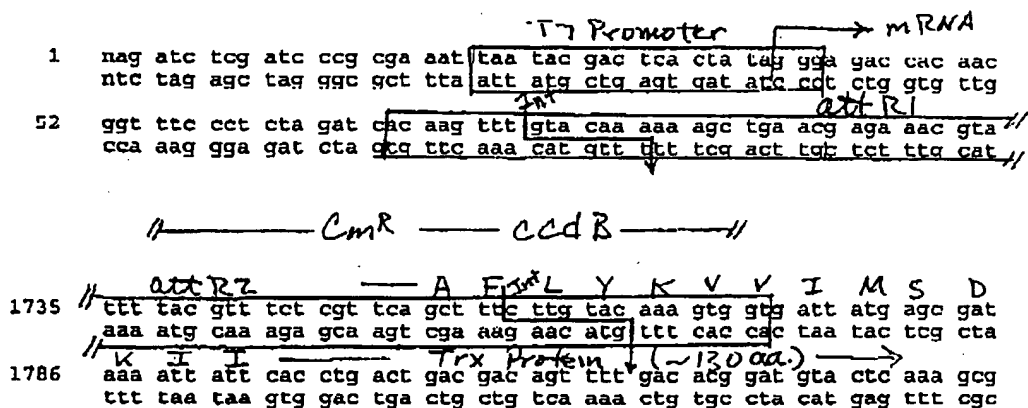 T7 Promoter mRNA
1 nag atc tcg atc ccg cga aat taa tac gac tca cta tag gga gac cac aac
ntc tag agc tag ggc gct tta att atg ctg agt gat atc cct ctg gtg ttg
Int attR1
52 ggt ttc cct cta gat cac aag ttt gta caa aaa agc tga acg aga aac gta
cca aag gga gat cta gtg ttc aaa cat gtt ttt tcg act tgc tct ttg cat
CmR ccdB
attR2 A F Int L Y K V V I M S D
1735 ttt tac gtt tct cgt tca gct ttc ttg tac aaa gtg gtg att atg agc gat
aaa atg caa aga gca agt cga aag aac atg ttt cac cac taa tac tcg cta
K I I Trx Protein (~130aa.)
1786 aaa att att cac ctg act gac gac agt ttt gac acg gat gta ctc aaa gcg
ttt taa taa gtg gac tga ctg ctg tca aaa ctg tgc cta cat gag ttt cgc